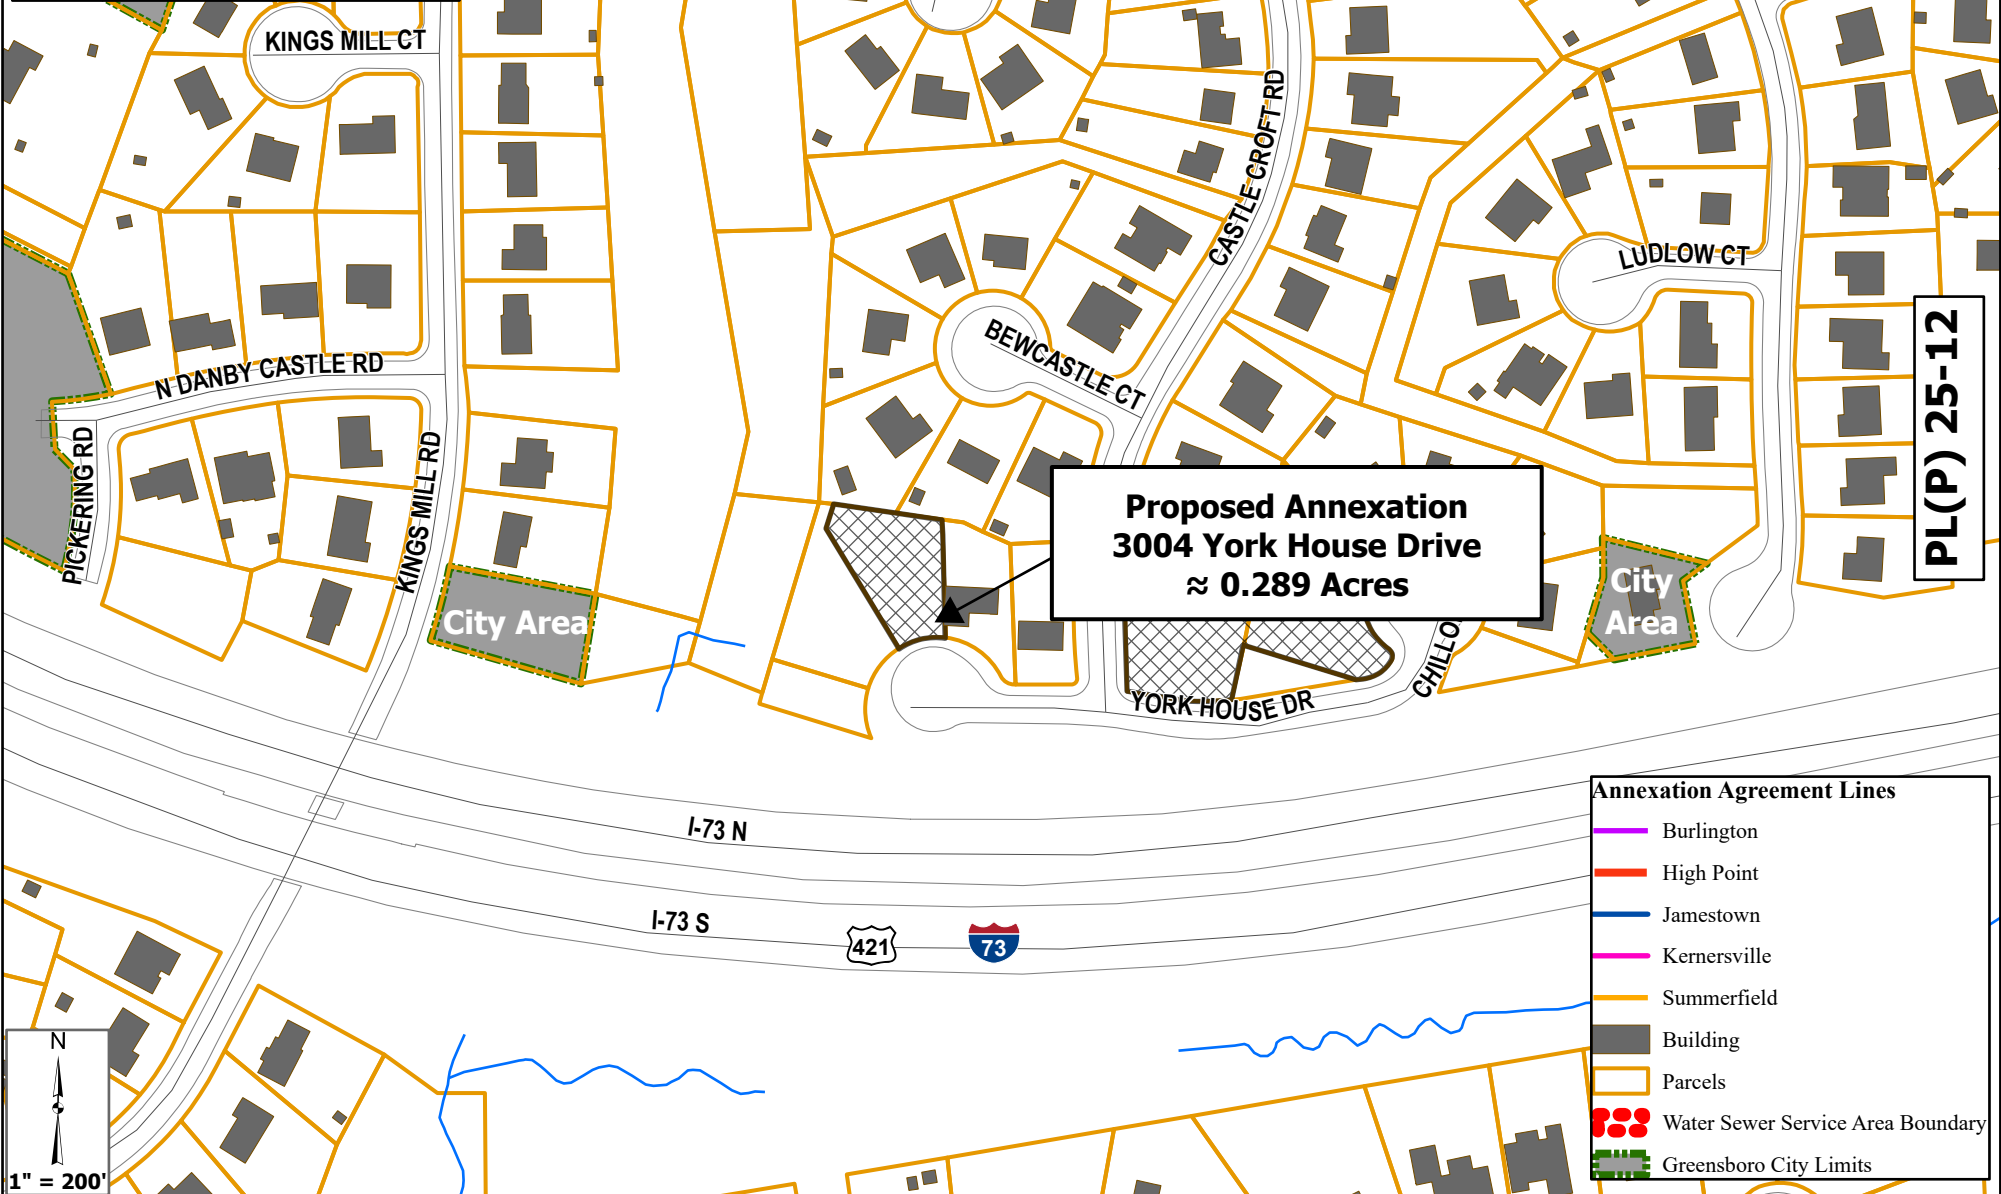 KINGS MILL CT
CASTLE CROFT RD
LUDLOW CT
BEWCASTLE CT
N DANBY CASTLE RD
PICKERING RD
KINGS MILL RD
PL(P) 25-12
Proposed Annexation
3004 York House Drive
≈ 0.289 Acres
City Area
City
Area
YORK HOUSE DR
I-73 N
I-73 S
421
73
Annexation Agreement Lines
Burlington
High Point
Jamestown
Kernersville
Summerfield
Building
Parcels
Water Sewer Service Area Boundary
Greensboro City Limits
N
1" = 200'